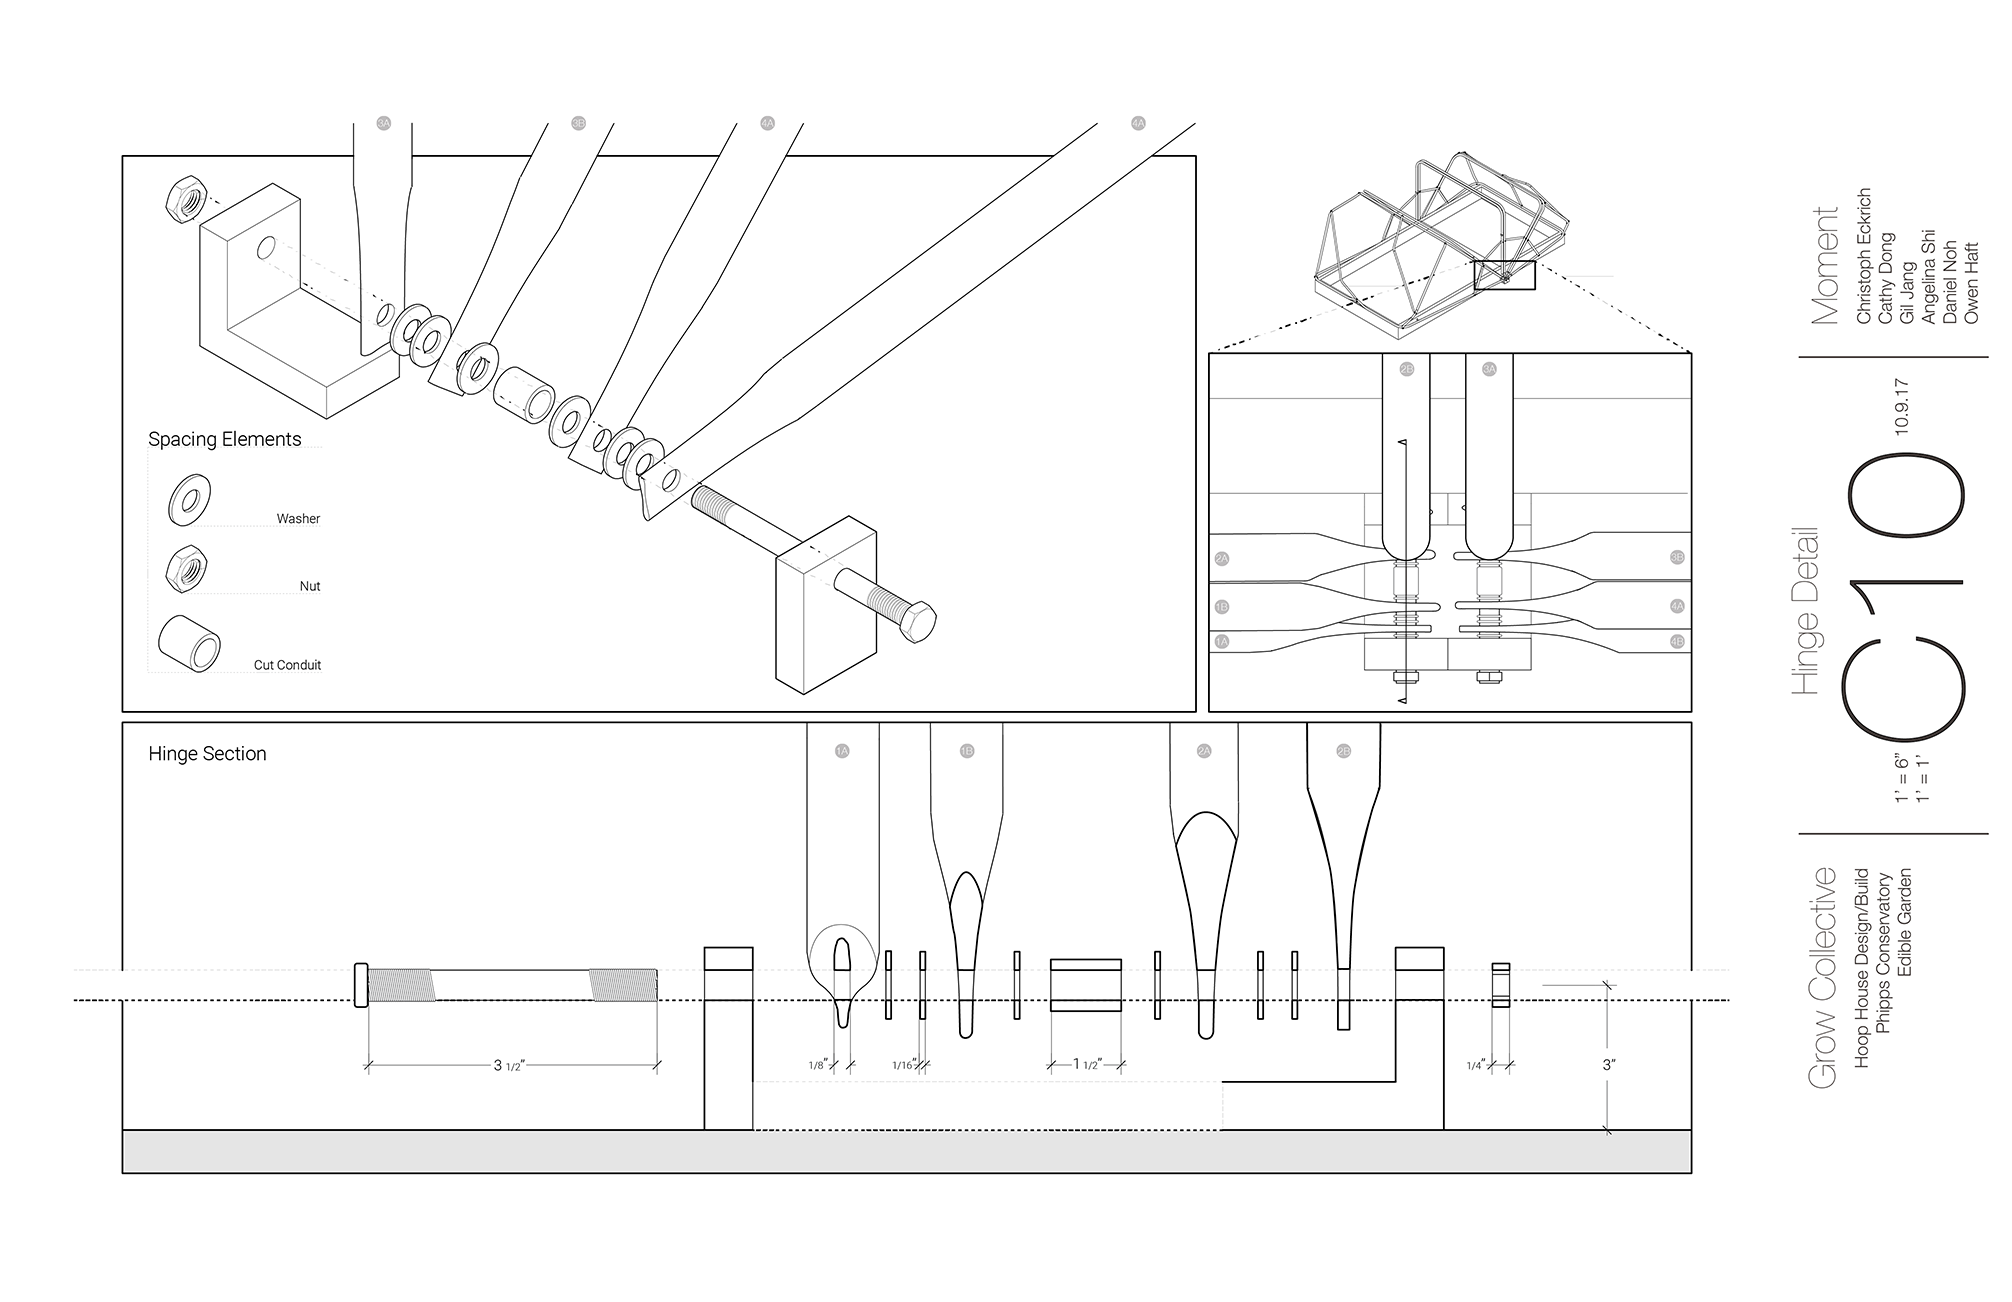 3A
3B
4A
4A
Spacing Elements
Washer
Nut
Cut Conduit
2B
3A
2A
1B
1A
3B
4A
4B
Hinge Section
1A
1B
2A
2B
3 1/2”
1/8”
1/16”
1 1/2”
1/4”
3”
Moment
Christoph Eckrich
Cathy Dong
Gil Jang
Angelina Shi
Daniel Noh
Owen Haft
Hinge Detail
C10
10.9.17
1’ = 6”
1’ = 1’
Grow Collective
Hoop House Design/Build
Phipps Conservatory
Edible Garden